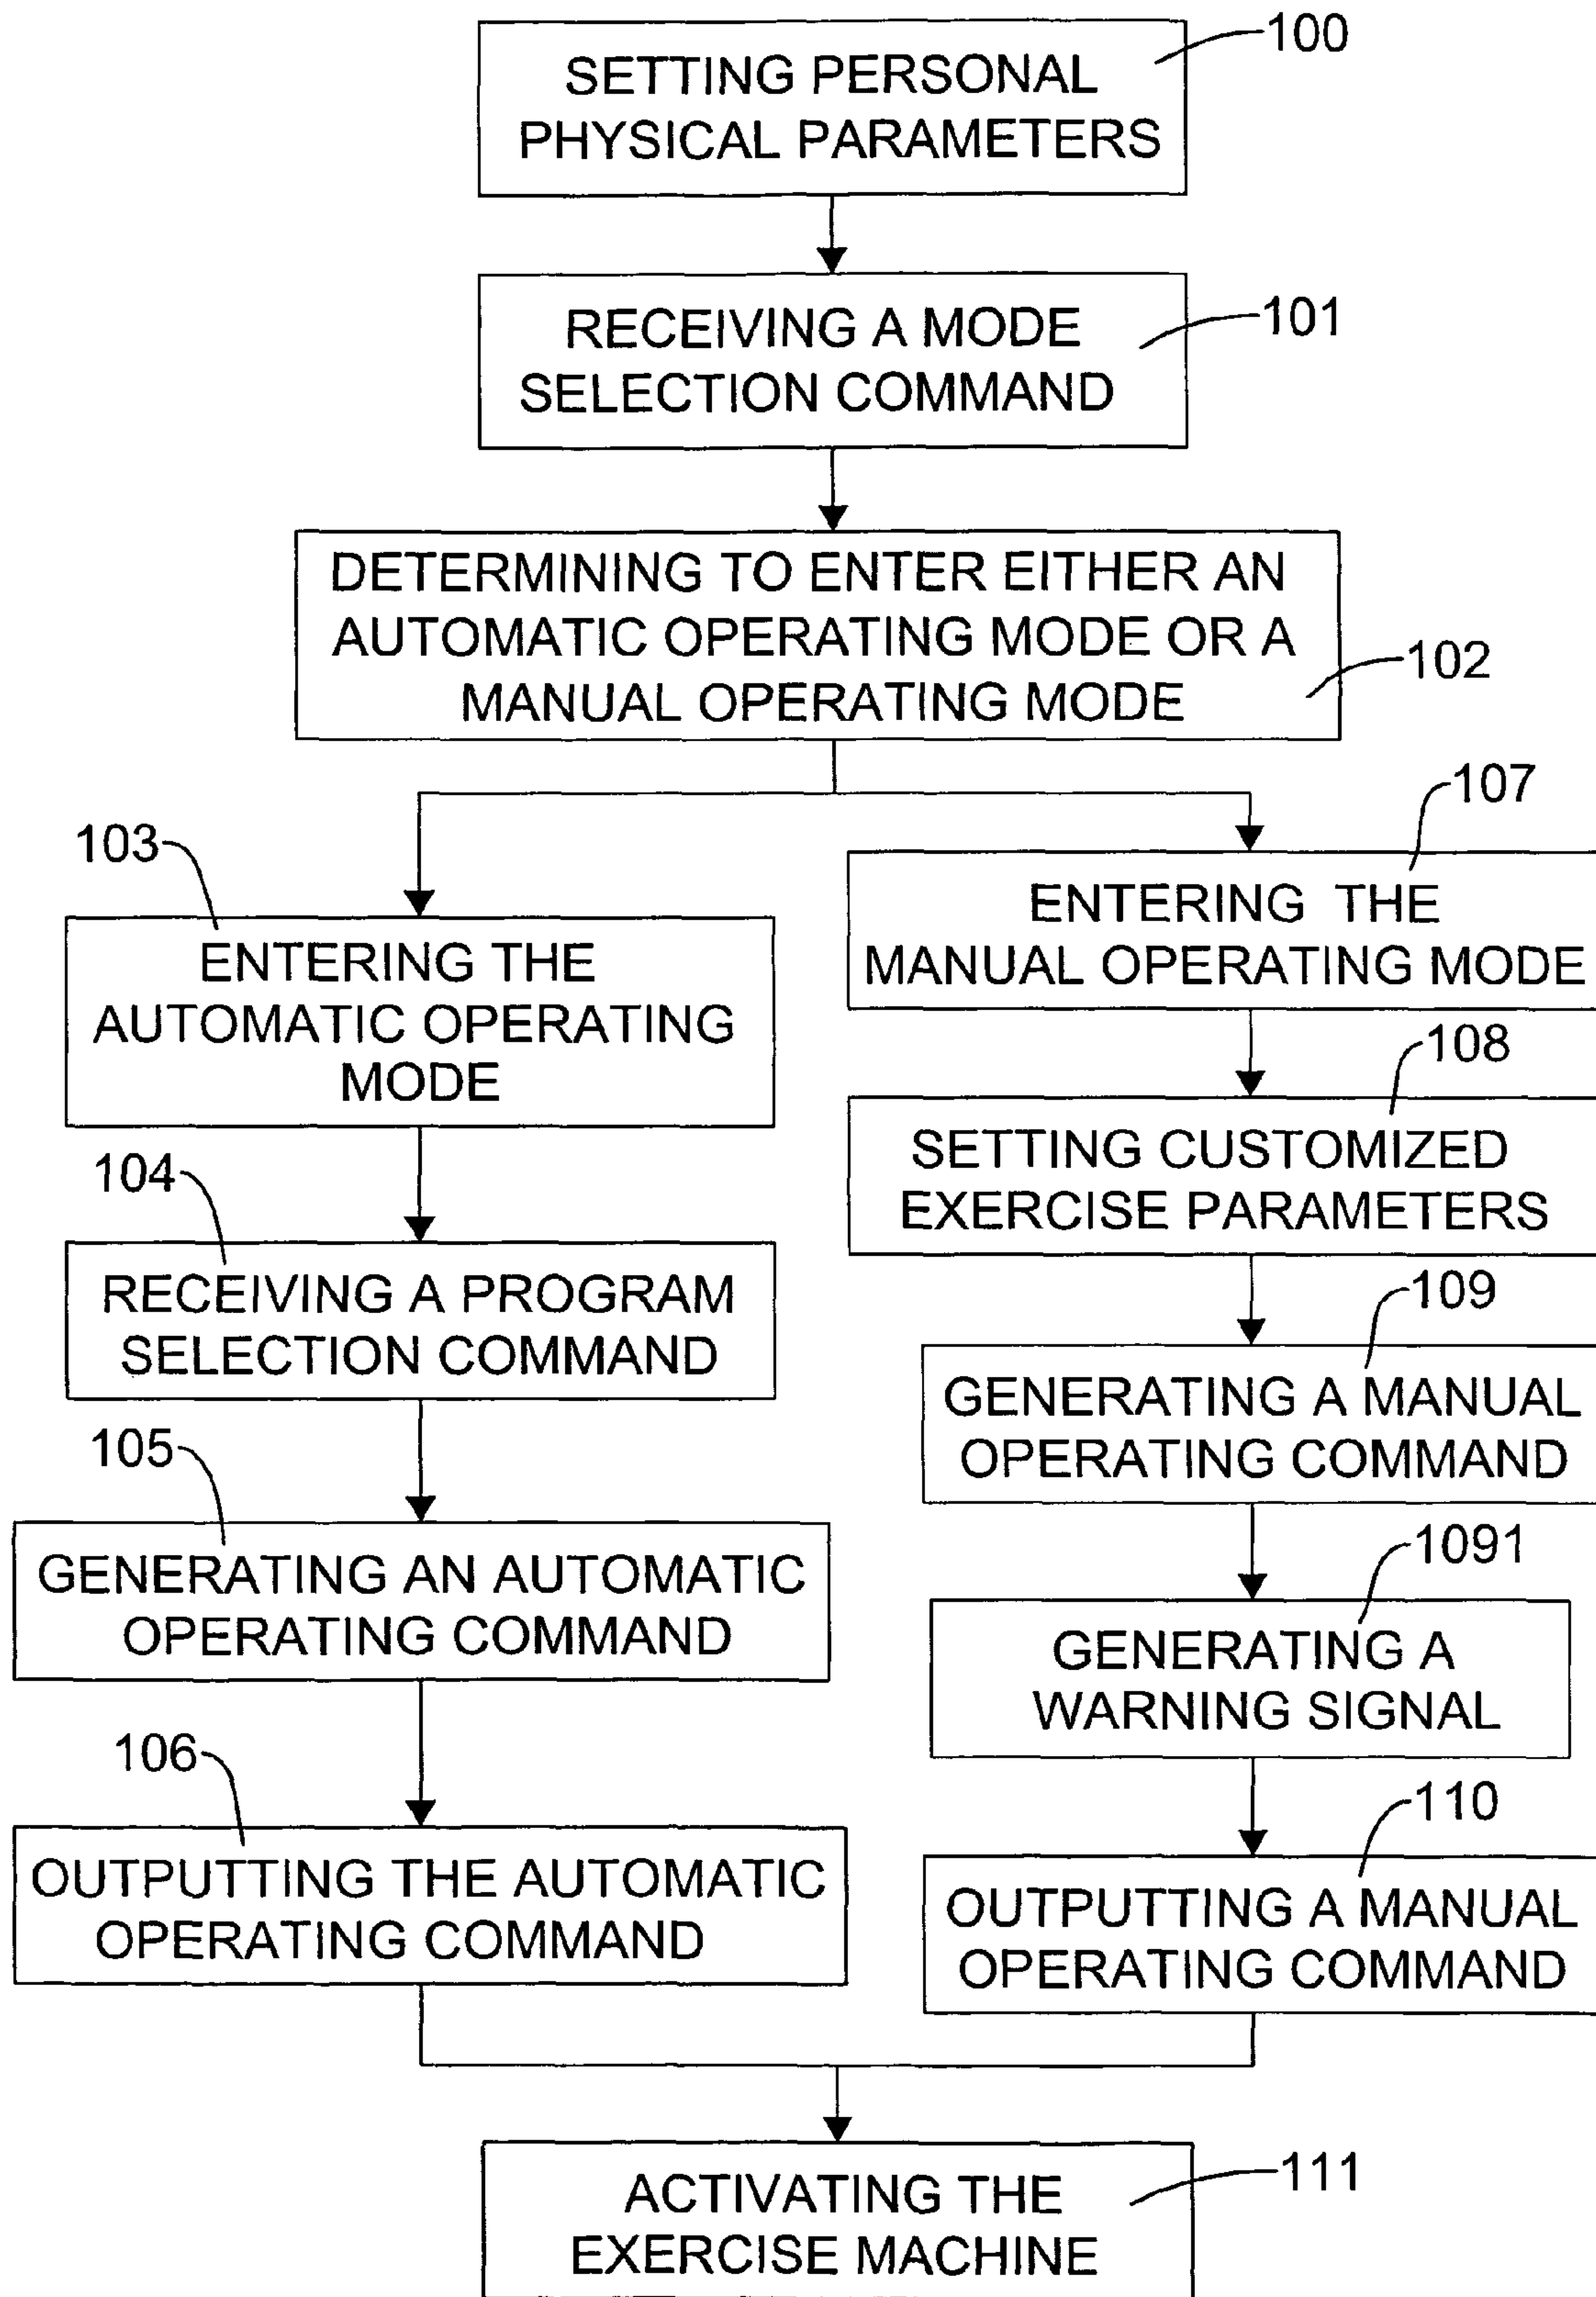 100
SETTING PERSONAL
PHYSICAL PARAMETERS
101
RECEIVING A MODE
SELECTION COMMAND
DETERMINING TO ENTER EITHER AN
AUTOMATIC OPERATING MODE OR A
MANUAL OPERATING MODE
102
103
ENTERING THE
AUTOMATIC OPERATING
MODE
104
RECEIVING A PROGRAM
SELECTION COMMAND
105
GENERATING AN AUTOMATIC
OPERATING COMMAND
106
OUTPUTTING THE AUTOMATIC
OPERATING COMMAND
107
ENTERING THE
MANUAL OPERATING MODE
108
SETTING CUSTOMIZED
EXERCISE PARAMETERS
109
GENERATING A MANUAL
OPERATING COMMAND
1091
GENERATING A
WARNING SIGNAL
110
OUTPUTTING A MANUAL
OPERATING COMMAND
111
ACTIVATING THE
EXERCISE MACHINE